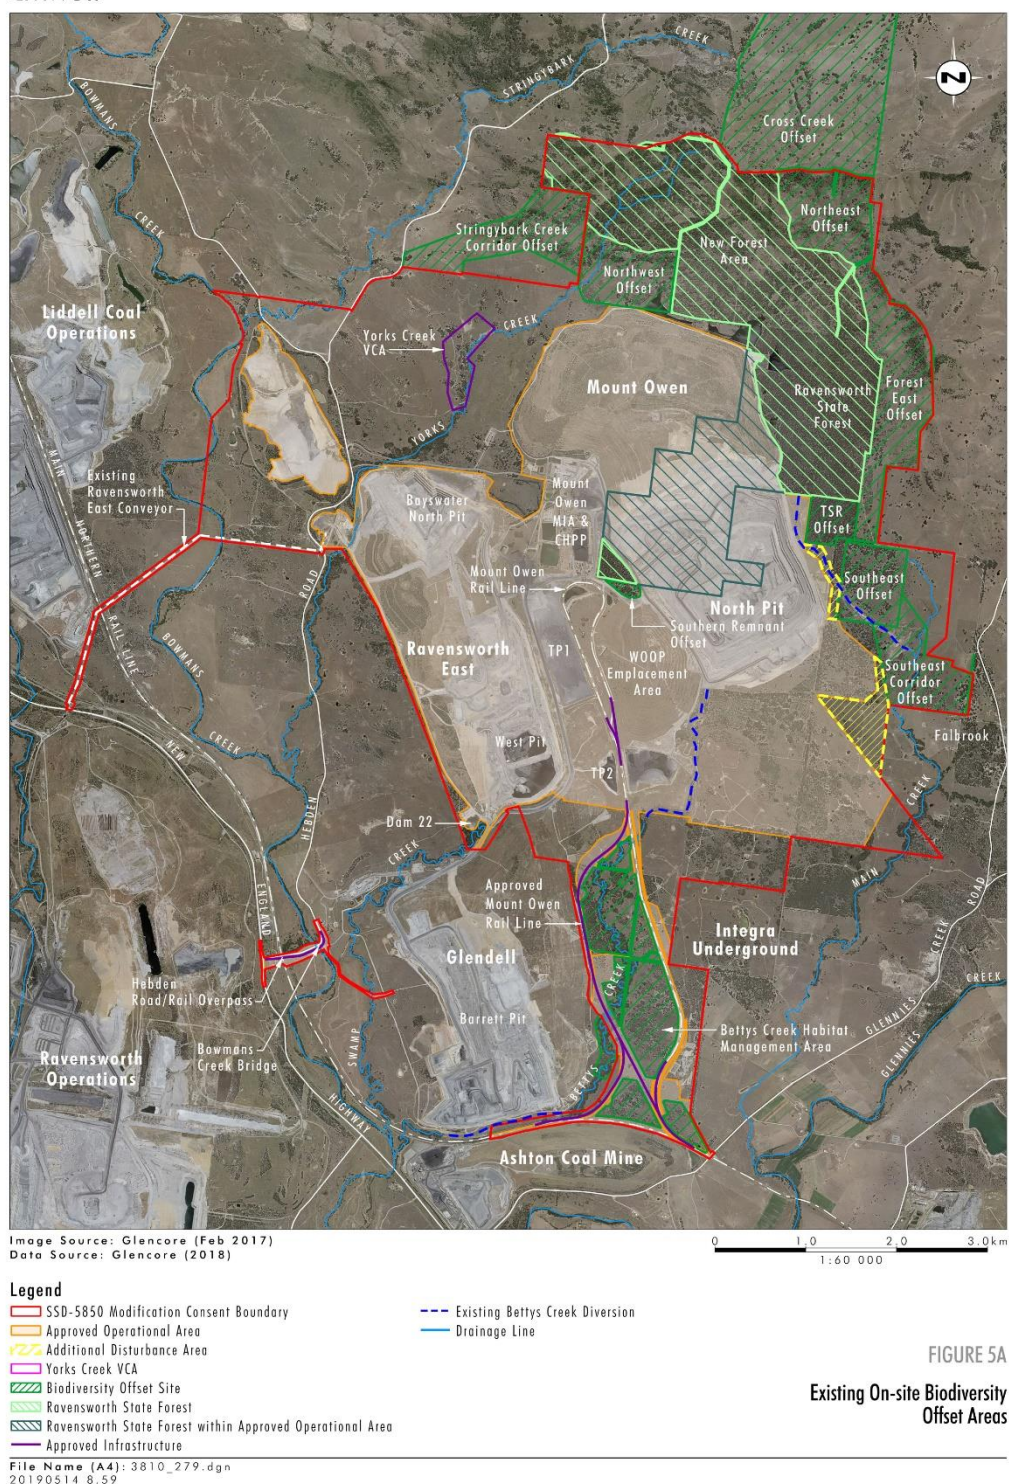 STRINGYBARK
CREEK
BOWMANS
CREEK
N
Cross Creek
Offset
Northeast
Offset
Stringybark Creek
Corridor Offset
New Forest
Area
Northwest
Offset
Liddell Coal
Operations
Yorks Creek
VCA
CREEK
YORKS
Mount Owen
Ravensworth
State
Forest
Forest
East
Offset
MAIN
NORTHERN
RAIL LINE
Existing
Ravensworth
East Conveyor
Bayswater
North Pit
Mount
Owen
MIA &
CHPP
TSR
Offset
Mount Owen
Rail Line
ROAD
Southeast
Offset
North Pit
Southern Remnant
Offset
BOWMANS
CREEK
Ravensworth
East
TP1
WOOP
Emplacement
Area
Southeast
Corridor
Offset
Falbrook
NEW
West Pit
TP2
HEBDEN
Dam 22
CREEK
CREEK
MAIN
ROAD
CREEK
GLENNIES
CREEK
GLENNIES
ENGLAND
Approved
Mount Owen
Rail Line
Integra
Underground
Glendell
CREEK
Hebden
Road/Rail Overpass
Barrett Pit
Bettys Creek Habitat
Management Area
Ravensworth
Operations
Bowmans
Creek Bridge
SWAMP
BETTYS
HIGHWAY
Ashton Coal Mine
Image Source: Glencore (Feb 2017)
Data Source: Glencore (2018)
0 1.0 2.0 3.0km
1:60 000
Legend
SSD-5850 Modification Consent Boundary
Approved Operational Area
Additional Disturbance Area
Yorks Creek VCA
Biodiversity Offset Site
Ravensworth State Forest
Ravensworth State Forest within Approved Operational Area
Approved Infrastructure
Existing Bettys Creek Diversion
Drainage Line
FIGURE 5A
Existing On-site Biodiversity
Offset Areas
File Name (A4): 3810_279.dgn
20190514 8.59